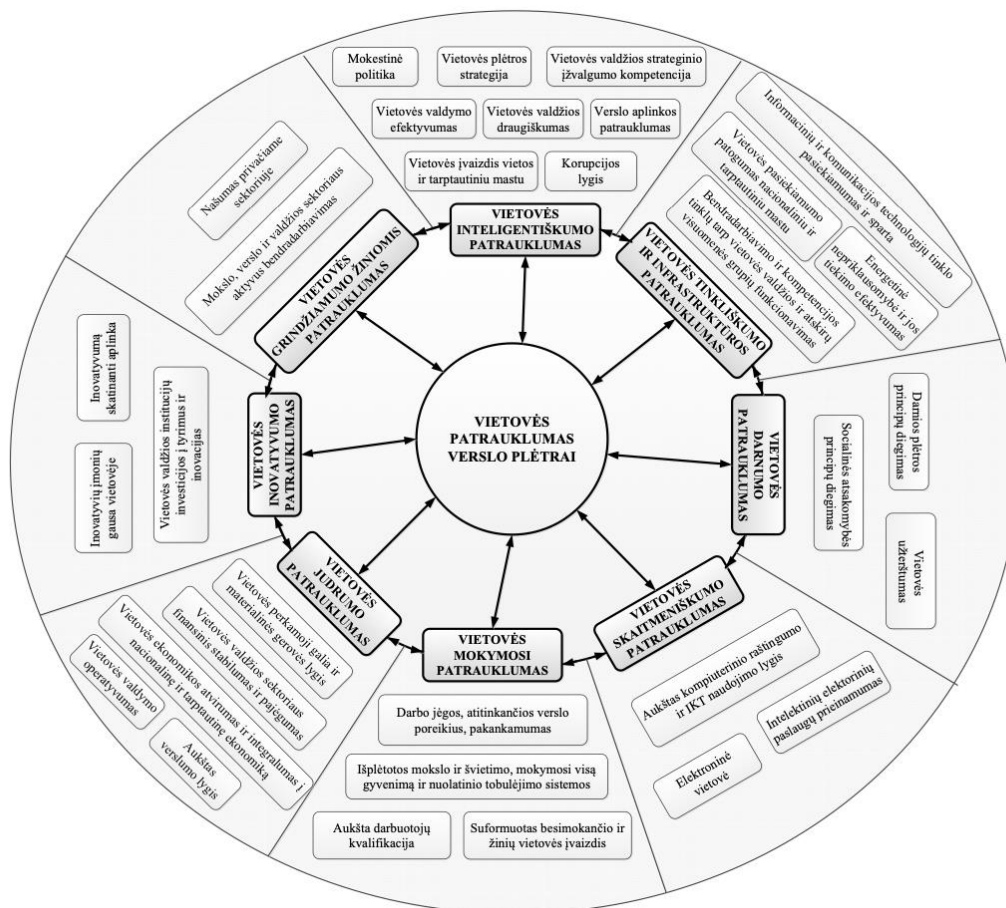 Mokestinė
politika
Vietovės plėtros
strategija
Vietovės valdžios strateginio
įžvalgumo kompetencija
Vietovės valdymo
efektyvumas
Vietovės valdžios
draugiškumas
Verslo aplinkos
patrauklumas
Vietovės įvaizdis vietos
ir tarptautiniu mastu
Korupcijos
lygis
VIETOVĖS
INTELIGENTIŠKUMO
PATRAUKLUMAS
Informacinių ir komunikacijos technologijų tinklo
pasiekiamumas ir sparta
Vietovės pasiekiamumo
patogumas nacionaliniu ir
tarptautiniu mastu
Energetinė
nepriklausomybė ir jos
tiekimo efektyvumas
Bendradarbiavimo ir kompetencijos
tinklų tarp vietovės valdžios ir atskirų
visuomenės grupių funkcionavimas
VIETOVĖS TINKLIŠKUMO
IR INFRASTRUKTŪROS
PATRAUKLUMAS
Darnios plėtros
principų diegimas
Socialinės atsakomybės
principų diegimas
Vietovės
užterštumas
VIETOVĖS
DARNUMO
PATRAUKLUMAS
VIETOVĖS
SKAITMENIŠKUMO
PATRAUKLUMAS
Aukštas kompiuterinio raštingumo
ir IKT naudojimo lygis
Intelektinių elektorinių
paslaugų prieinamumas
Elektroninė
vietovė
VIETOVĖS
MOKYMOSI
PATRAUKLUMAS
Darbo jėgos, atitinkančios verslo
poreikius, pakankamumas
Išplėtotos mokslo ir švietimo, mokymosi visą
gyvenimą ir nuolatinio tobulėjimo sistemos
Aukšta darbuotojų
kvalifikacija
Suformuotas besimokančio ir
žinių vietovės įvaizdis
VIETOVĖS
JUDRUMO
PATRAUKLUMAS
Vietovės perkamoji galia ir
materialinės gerovės lygis
Vietovės valdžios sektoriaus
finansinis stabilumas ir pajėgumas
Vietovės ekonomikos atvirumas ir integralumas į
nacionalinę ir tarptautinę ekonomiką
Vietovės valdymo
operatyvumas
Aukštas
verslumo lygis
VIETOVĖS
INOVATYVUMO
PATRAUKLUMAS
Vietovės valdžios institucijų
investicijos į tyrimus ir
inovacijas
Inovatyvumą
skatinanti aplinka
Inovatyvių įmonių
gausa vietovėje
VIETOVĖS
GRINDŽIAMUMO ŽINIOMIS
PATRAUKLUMAS
Našumas privačiame
sektoriuje
Mokslo, verslo ir valdžios sektoriaus
aktyvus bendradarbiavimas
VIETOVĖS
PATRAUKLUMAS
VERSLO PLĖTRAI